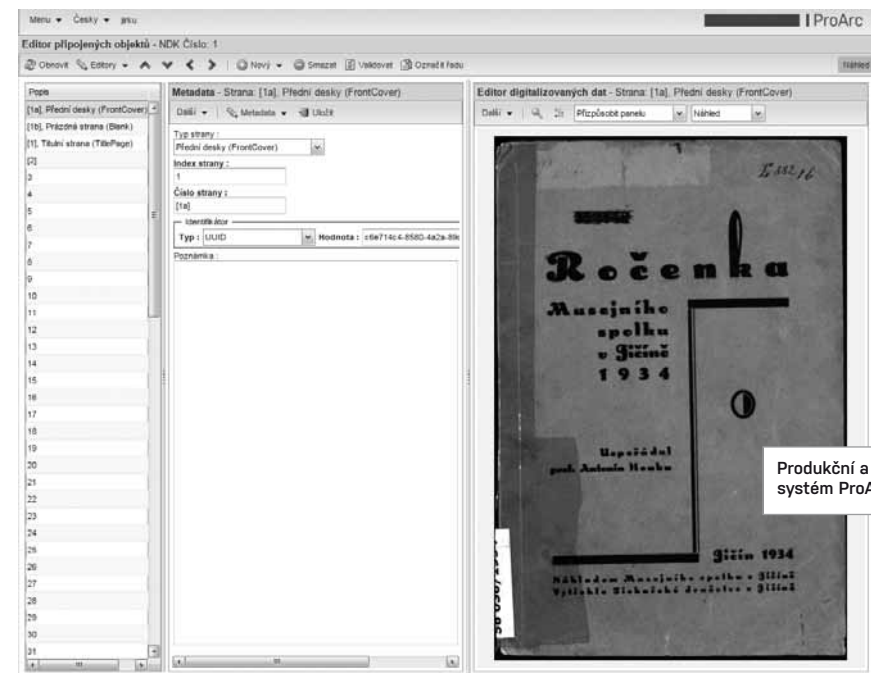 Menu Česky
ProArc
Editor připojených objektů - NDK Číslo: 1
Obnovit Editory Nový Smazat Validovat Označit řadu
Náhled
Popis
[1a], Přední desky (FrontCover)
[1b], Prázdná strana (Blank)
[1], Titulní strana (TitlePage)
[2]
3
4
5
6
7
8
9
10
11
12
13
14
15
16
17
18
19
20
21
22
23
24
25
26
27
28
29
30
31
Metadata - Strana: [1a], Přední desky (FrontCover)
Další Metadata Uložit
Typ strany :
Přední desky (FrontCover)
Index strany :
1
Číslo strany :
[1a]
Identifikátor
Typ : UUID Hodnota : c6e714c4-8580-4a2a-89c
Poznámka :
Editor digitalizovaných dat - Strana: [1a], Přední desky (FrontCover)
Další Přizpůsobit panelu Náhled
Ročenka
Musejního
spolku
v Jičíně
1934
Uspořádal
prof. Antonín
Jičín 1934
Nákladem Musejního spolku v Jičíně
Produkční a
systém ProA